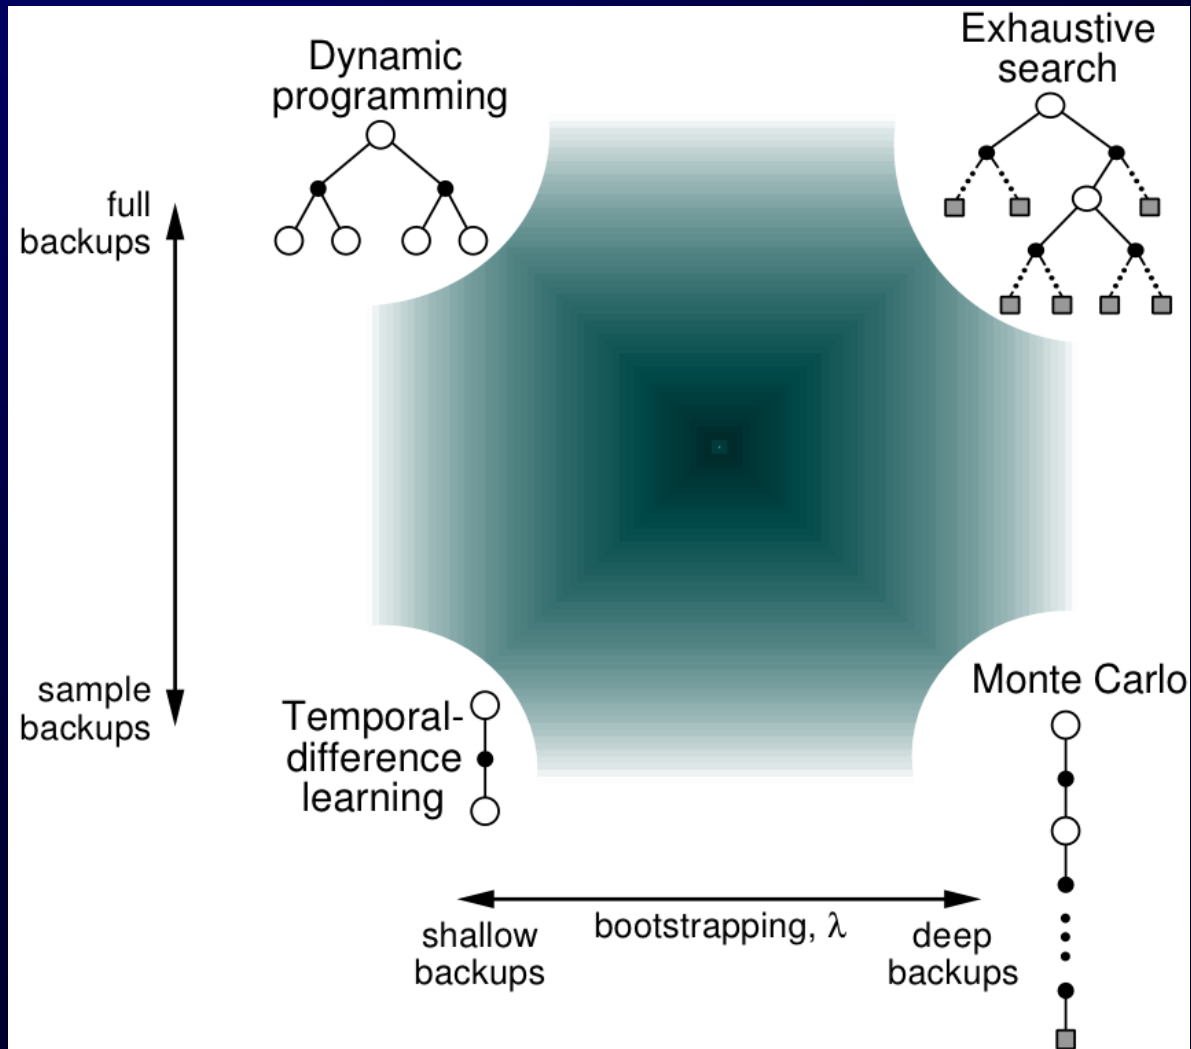 Dynamic
programming
Exhaustive
search
full
backups
sample
backups
Temporal-
difference
learning
Monte Carlo
bootstrapping, λ
shallow
backups
deep
backups